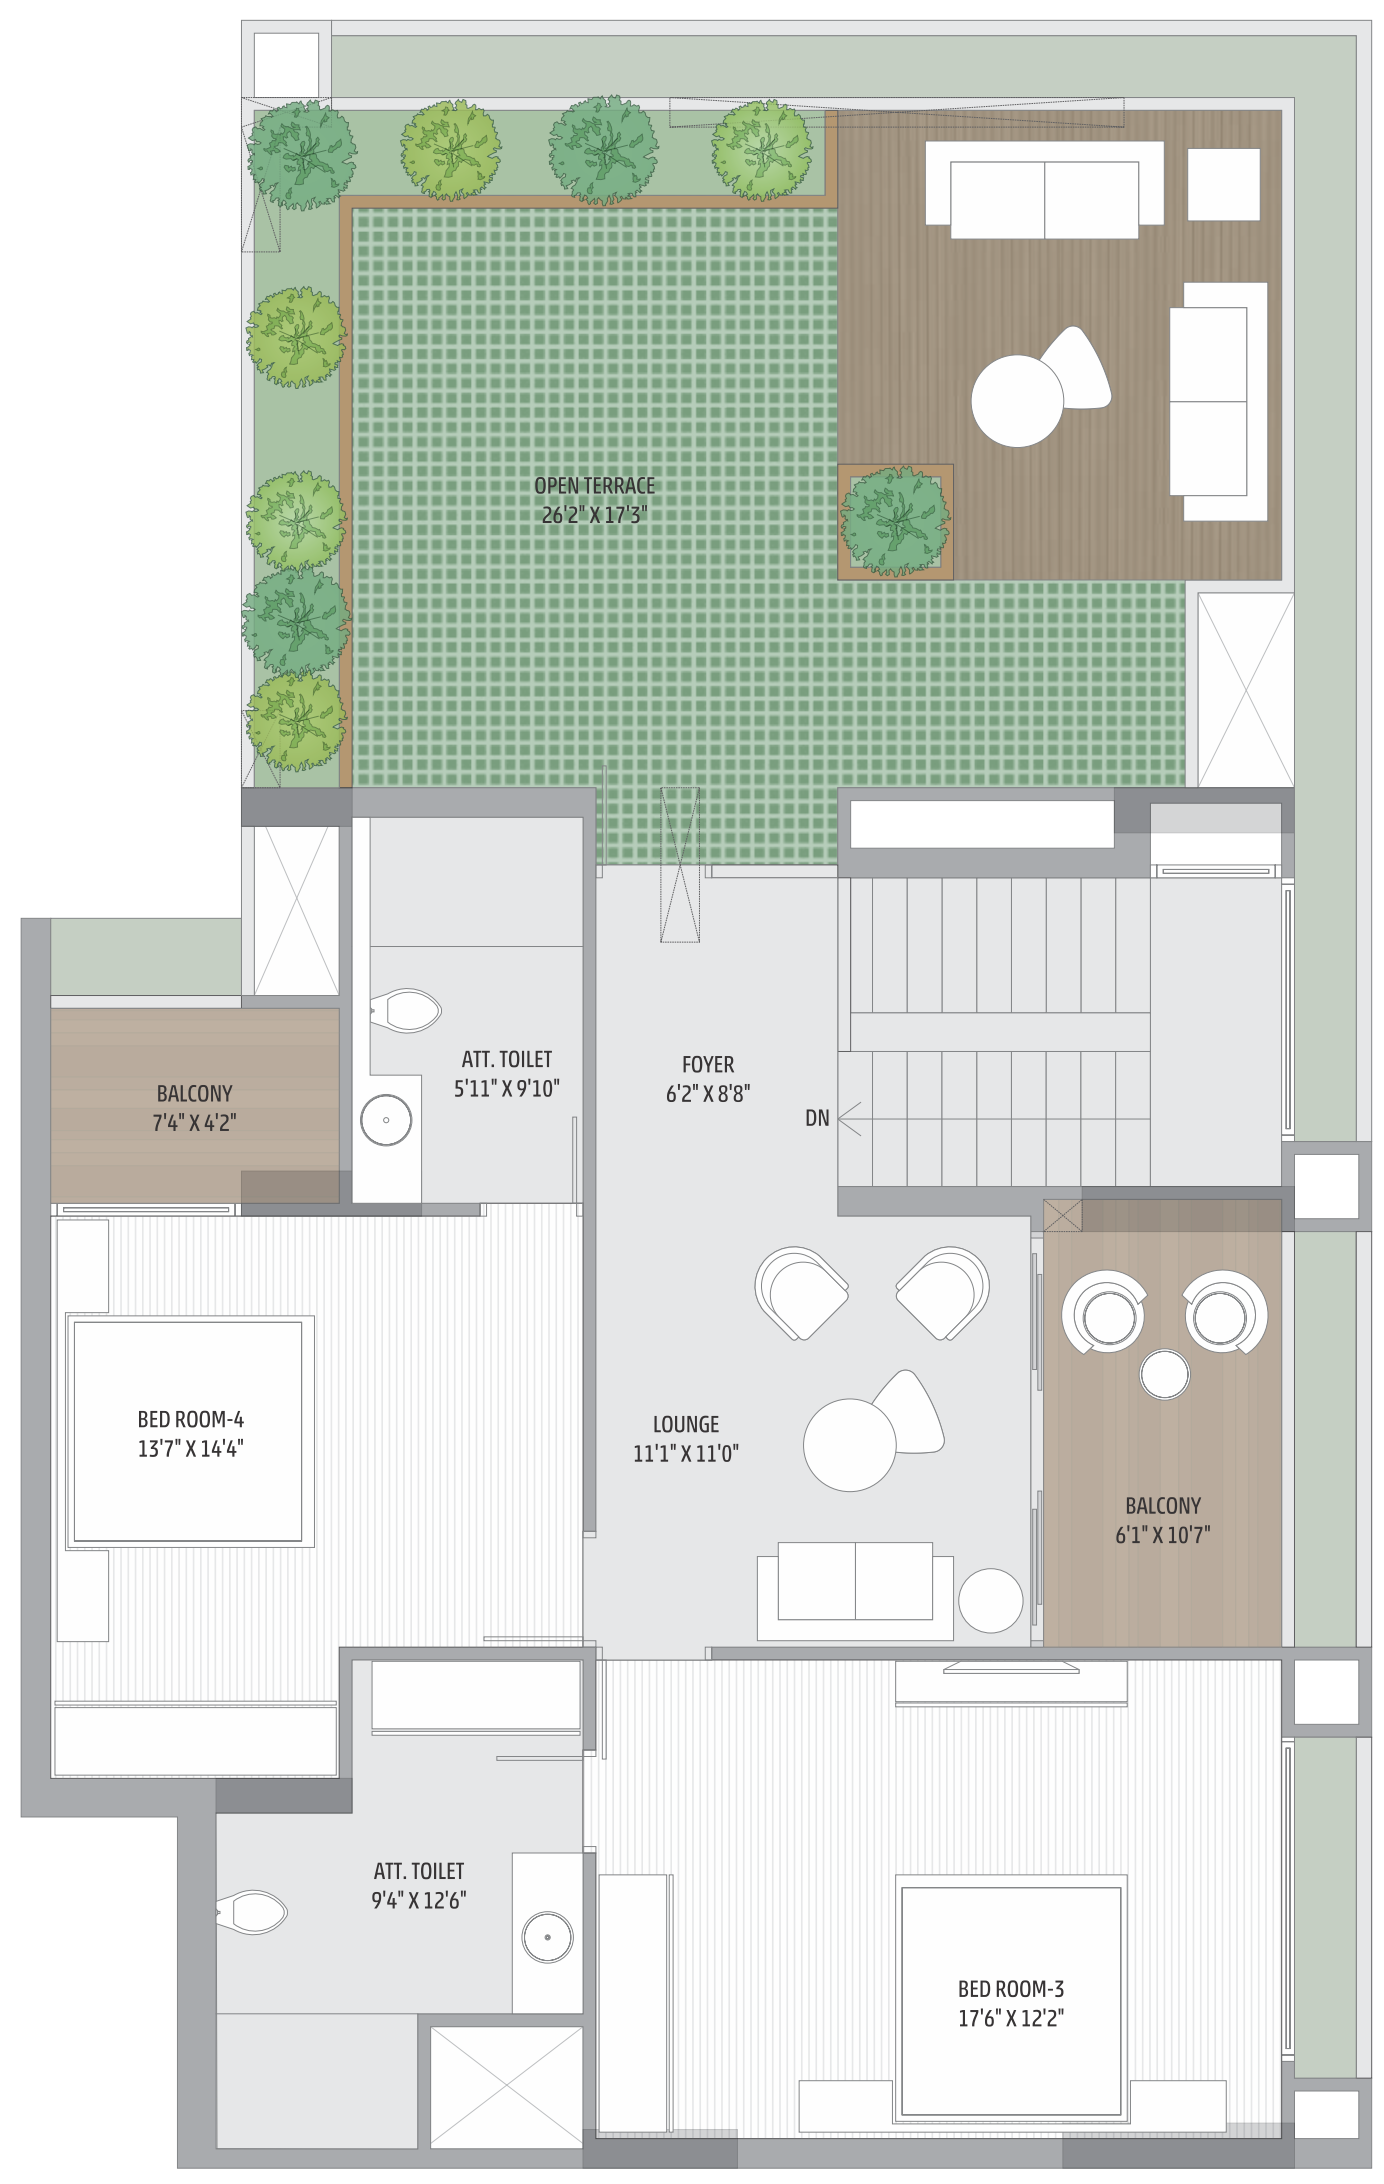 OPEN TERRACE
26'2" X 17'3"
ATT. TOILET
5'11" X 9'10"
FOYER
6'2" X 8'8"
BALCONY
7'4" X 4'2"
DN
BED ROOM-4
13'7" X 14'4"
LOUNGE
11'1" X 11'0"
BALCONY
6'1" X 10'7"
ATT. TOILET
9'4" X 12'6"
BED ROOM-3
17'6" X 12'2"